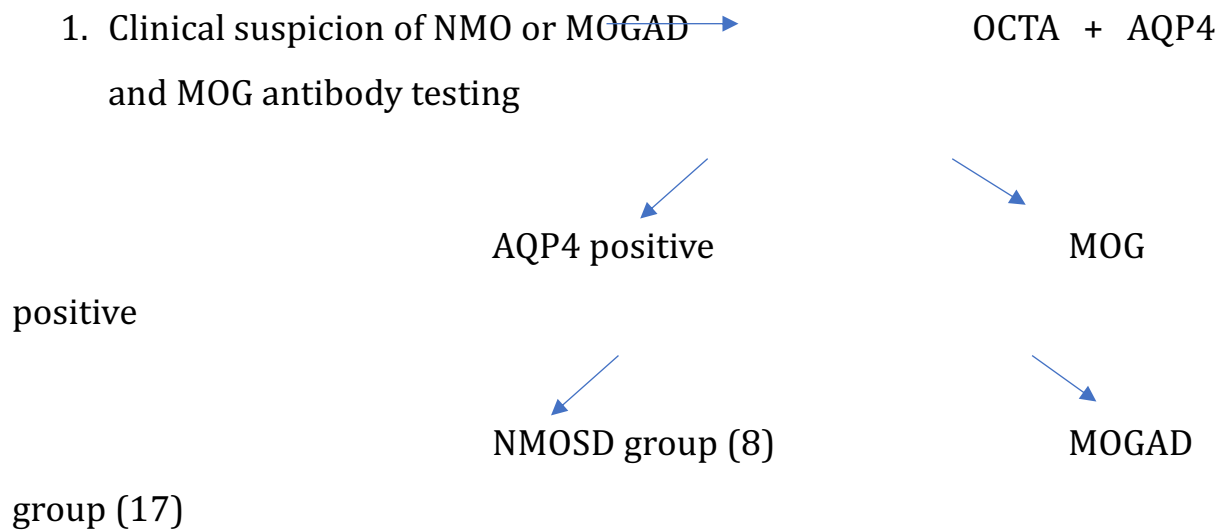 1. Clinical suspicion of NMO or MOGAD OCTA + AQP4
and MOG antibody testing
AQP4 positive MOG
positive
NMOSD group (8) MOGAD
group (17)